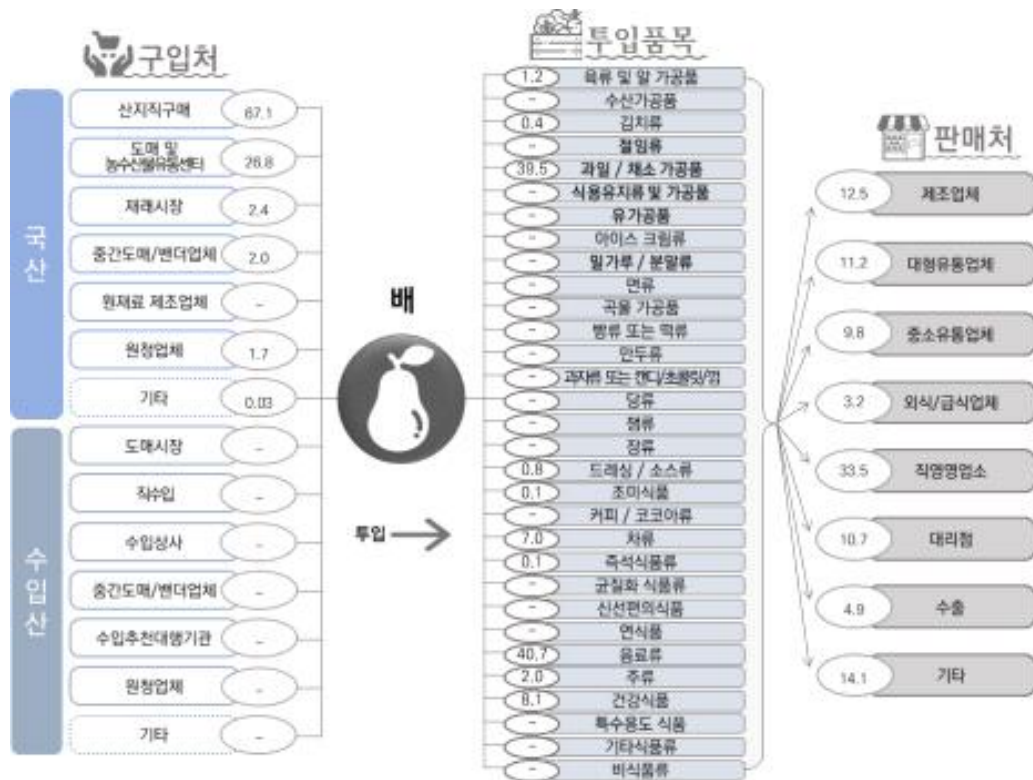 구입처
국산
산지직구매 67.1
도매 및
농수산물유통센터 26.8
재래시장 2.4
중간도매/벤더업체 2.0
원재료 제조업체 -
원청업체 1.7
기타 0.03
수입산
도매시장 -
직수입 -
수입상사 -
중간도매/벤더업체 -
수입추천대행기관 -
원청업체 -
기타 -
배
투입
투입품목
1.2 육류 및 알 가공품
- 수산가공품
0.4 김치류
- 절임류
39.5 과일 / 채소 가공품
- 식용유지류 및 가공품
- 유가공품
- 아이스 크림류
- 밀가루 / 분말류
- 면류
- 곡물 가공품
- 빵류 또는 떡류
- 만두류
- 과자류 또는 캔디/초콜릿/껌
- 당류
- 잼류
- 장류
0.8 드레싱 / 소스류
0.1 조미식품
- 커피 / 코코아류
7.0 차류
0.1 즉석식품류
- 균질화 식품류
- 신선편의식품
- 연식품
40.7 음료류
2.0 주류
8.1 건강식품
- 특수용도 식품
- 기타식품류
- 비식품류
판매처
12.5 제조업체
11.2 대형유통업체
9.8 중소유통업체
3.2 외식/급식업체
33.5 직영영업소
10.7 대리점
4.9 수출
14.1 기타